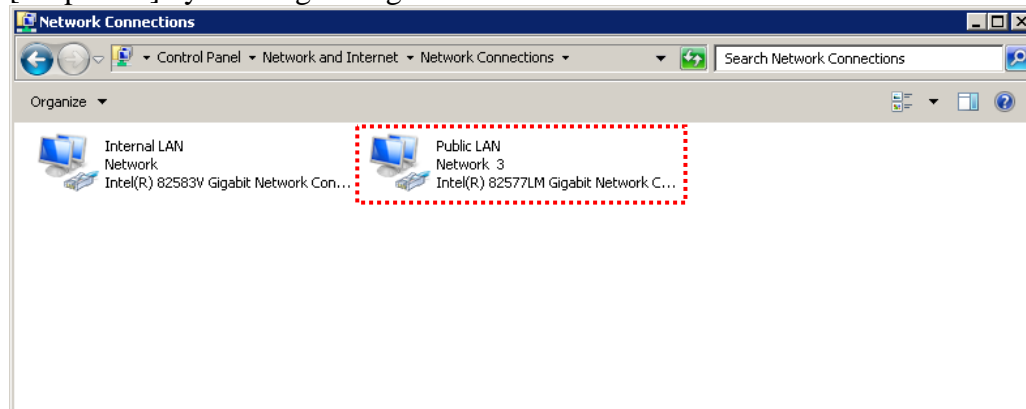 Network Connections
Control Panel Network and Internet Network Connections
Search Network Connections
Organize
Internal LAN
Network
Intel(R) 82583V Gigabit Network Con...
Public LAN
Network 3
Intel(R) 82577LM Gigabit Network C...